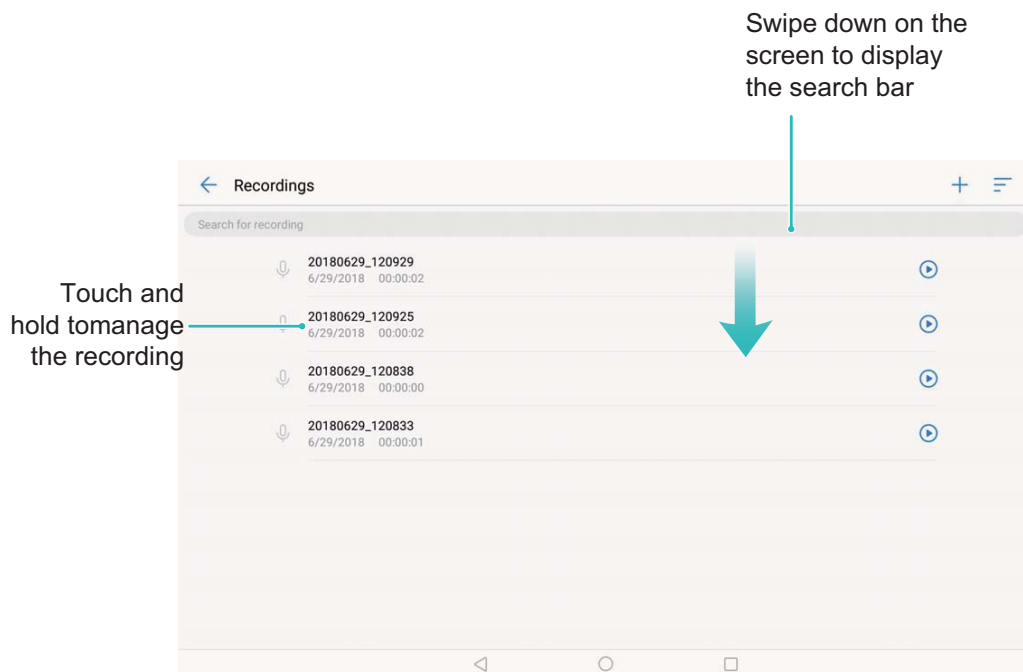 Swipe down on the
screen to display
the search bar
Recordings
Search for recording
20180629_120929
6/29/2018 00:00:02
Touch and
hold tomanage
the recording
20180629_120925
6/29/2018 00:00:02
20180629_120838
6/29/2018 00:00:00
20180629_120833
6/29/2018 00:00:01